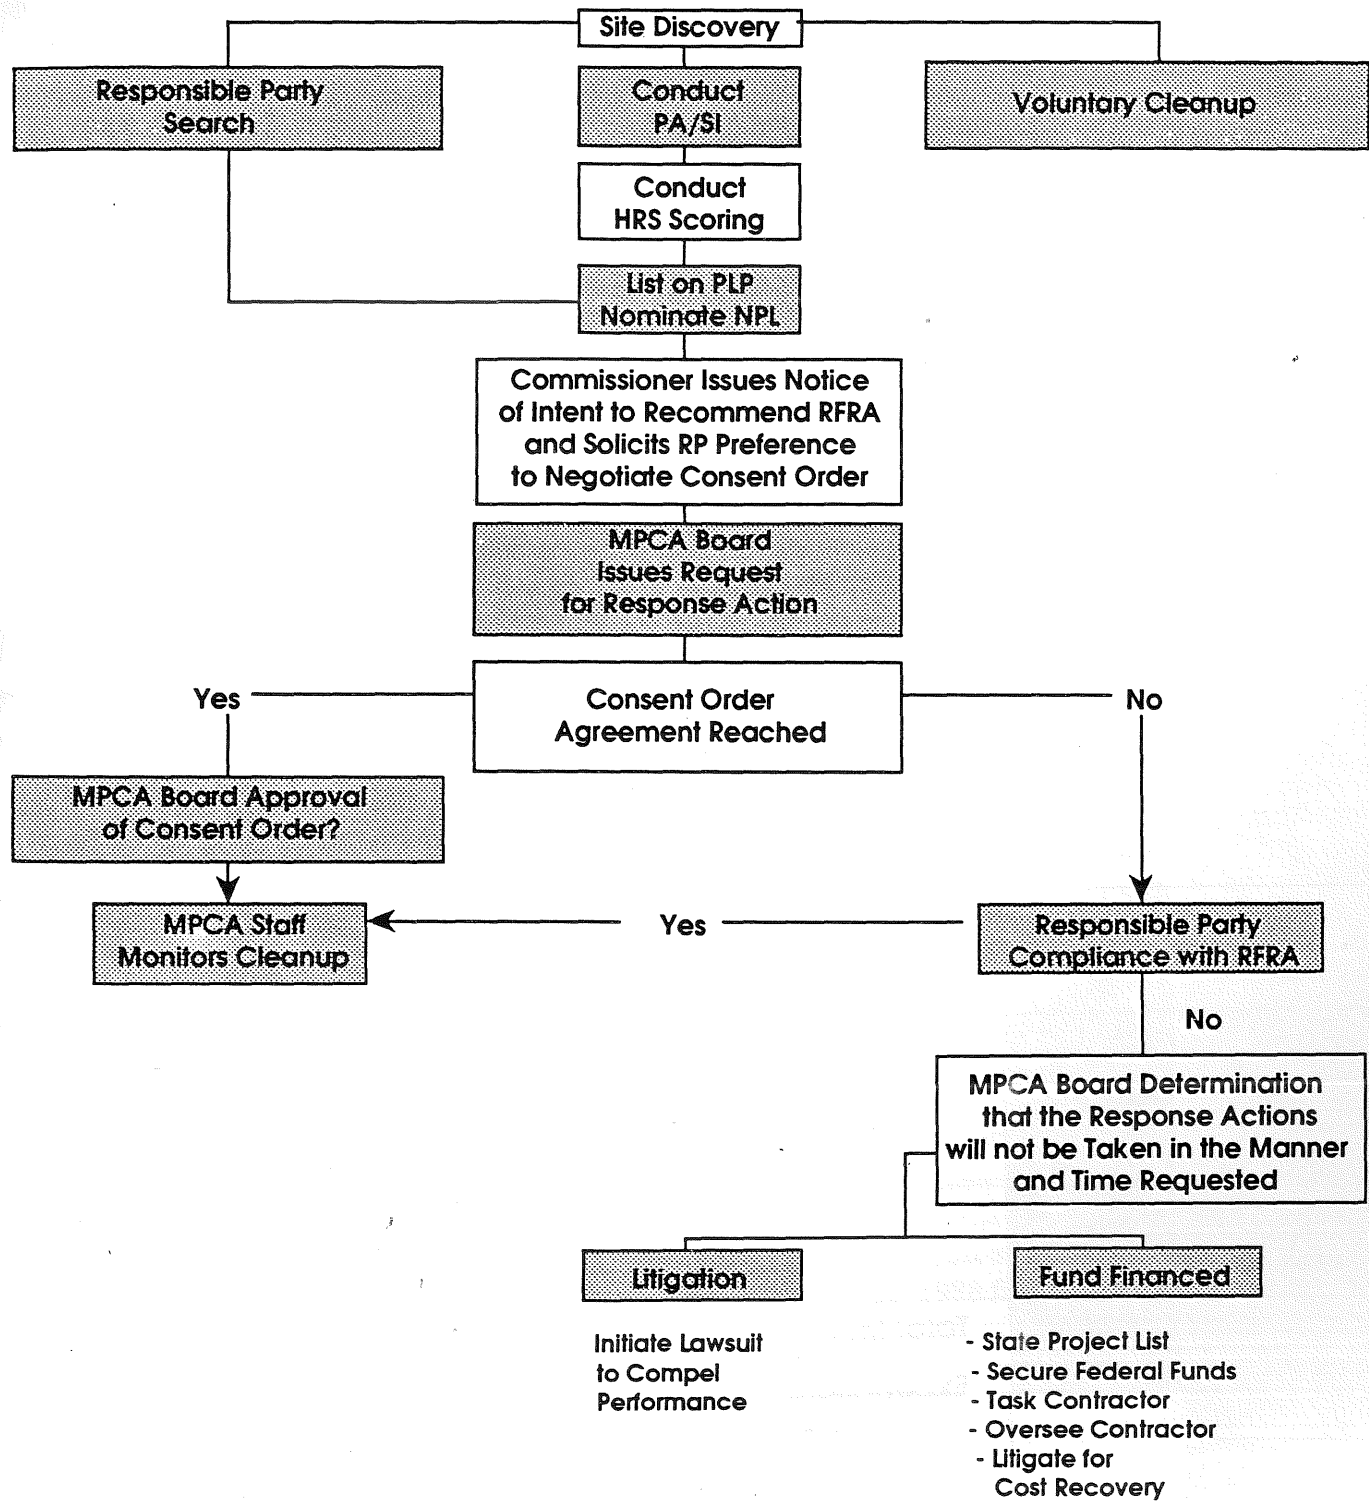 Site Discovery
Responsible Party
Search
Conduct
PA/SI
Voluntary Cleanup
Conduct
HRS Scoring
List on PLP
Nominate NPL
Commissioner Issues Notice
of Intent to Recommend RFRA
and Solicits RP Preference
to Negotiate Consent Order
MPCA Board
Issues Request
for Response Action
Yes
Consent Order
Agreement Reached
No
MPCA Board Approval
of Consent Order?
MPCA Staff
Monitors Cleanup
Yes
Responsible Party
Compliance with RFRA
No
MPCA Board Determination
that the Response Actions
will not be Taken in the Manner
and Time Requested
Litigation
Fund Financed
Initiate Lawsuit
to Compel
Performance
- State Project List
- Secure Federal Funds
- Task Contractor
- Oversee Contractor
- Litigate for
Cost Recovery